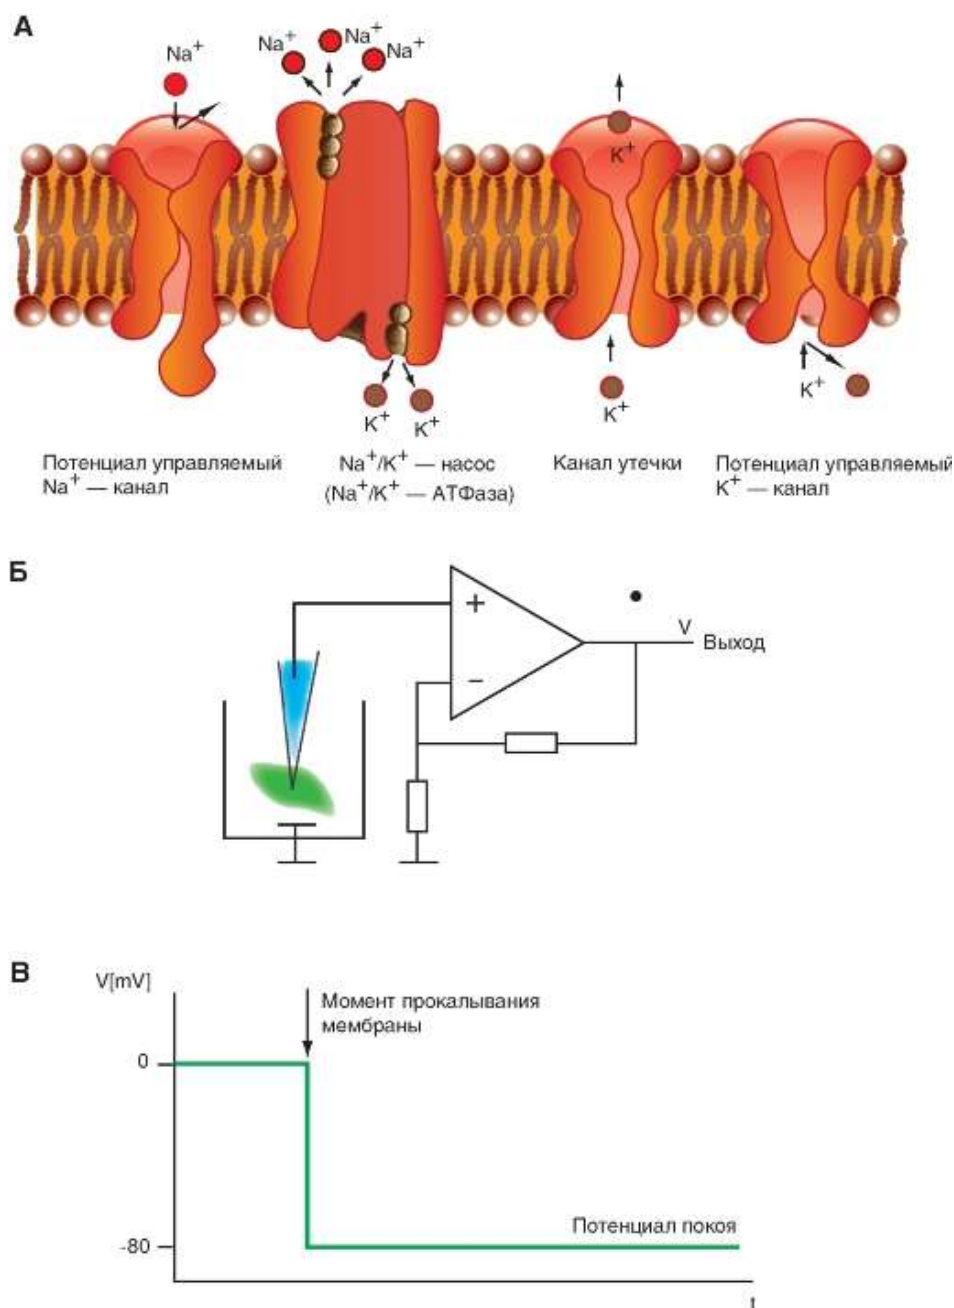 А
Na+
Na+
Na+
Na+
K+
K+
K+
K+
K+
Потенциал управляемый
Na+ — канал
Na+/K+ — насос
(Na+/K+ — АТФаза)
Канал утечки
Потенциал управляемый
K+ — канал
Б
+
−
V
Выход
В
V[mV]
Момент прокалывания
мембраны
0
Потенциал покоя
-80
t